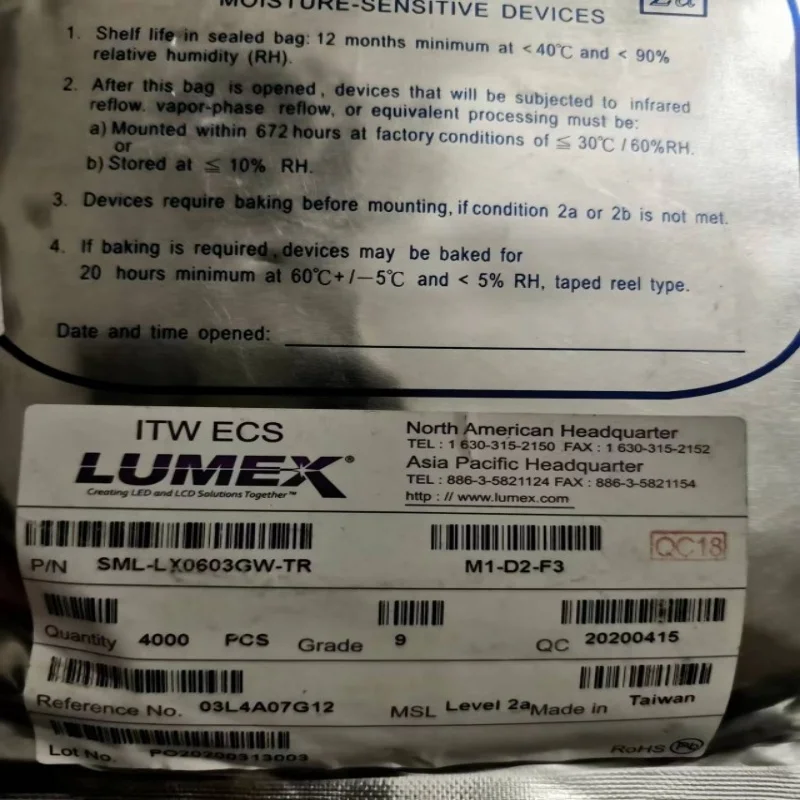 MOISTURE-SENSITIVE DEVICES
2a
1. Shelf life in sealed bag: 12 months minimum at <40℃ and < 90%
relative humidity (RH).
2. After this bag is opened, devices that will be subjected to infrared
reflow. vapor-phase reflow, or equivalent processing must be:
a) Mounted within 672 hours at factory conditions of ≦ 30℃ / 60%RH.
or
b) Stored at ≦ 10% RH.
3. Devices require baking before mounting, if condition 2a or 2b is not met.
4. If baking is required, devices may be baked for
20 hours minimum at 60℃+/-5℃ and < 5% RH, taped reel type.
Date and time opened:
ITW ECS
LUMEX®
Creating LED and LCD Solutions Together™
North American Headquarter
TEL : 1 630-315-2150 FAX : 1 630-315-2152
Asia Pacific Headquarter
TEL : 886-3-5821124 FAX : 886-3-5821154
http : // www.lumex.com
P/N SML-LX0603GW-TR M1-D2-F3 QC18
Quantity 4000 PCS Grade 9 QC 20200415
Reference No. 03L4A07G12 MSL Level 2a Made in Taiwan
Lot No. PO20200313003 RoHS Pb